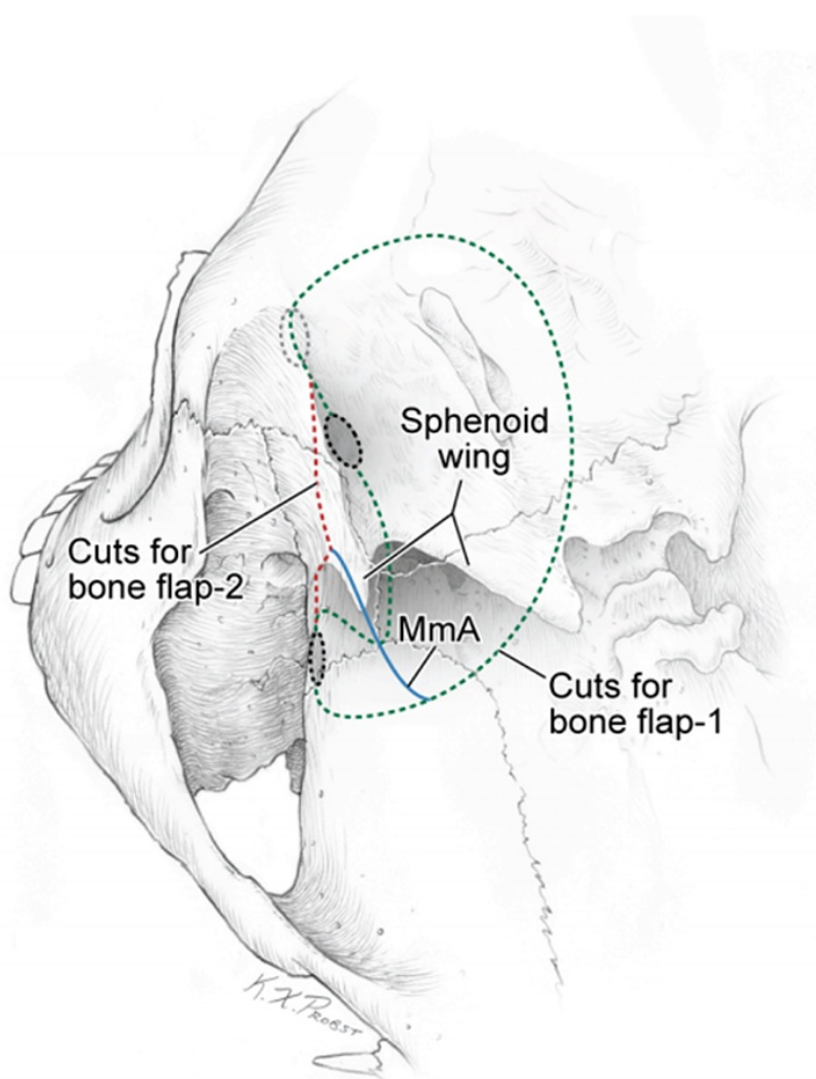 Sphenoid
wing
Cuts for
bone flap-2
MmA
Cuts for
bone flap-1
K.X.PROBST